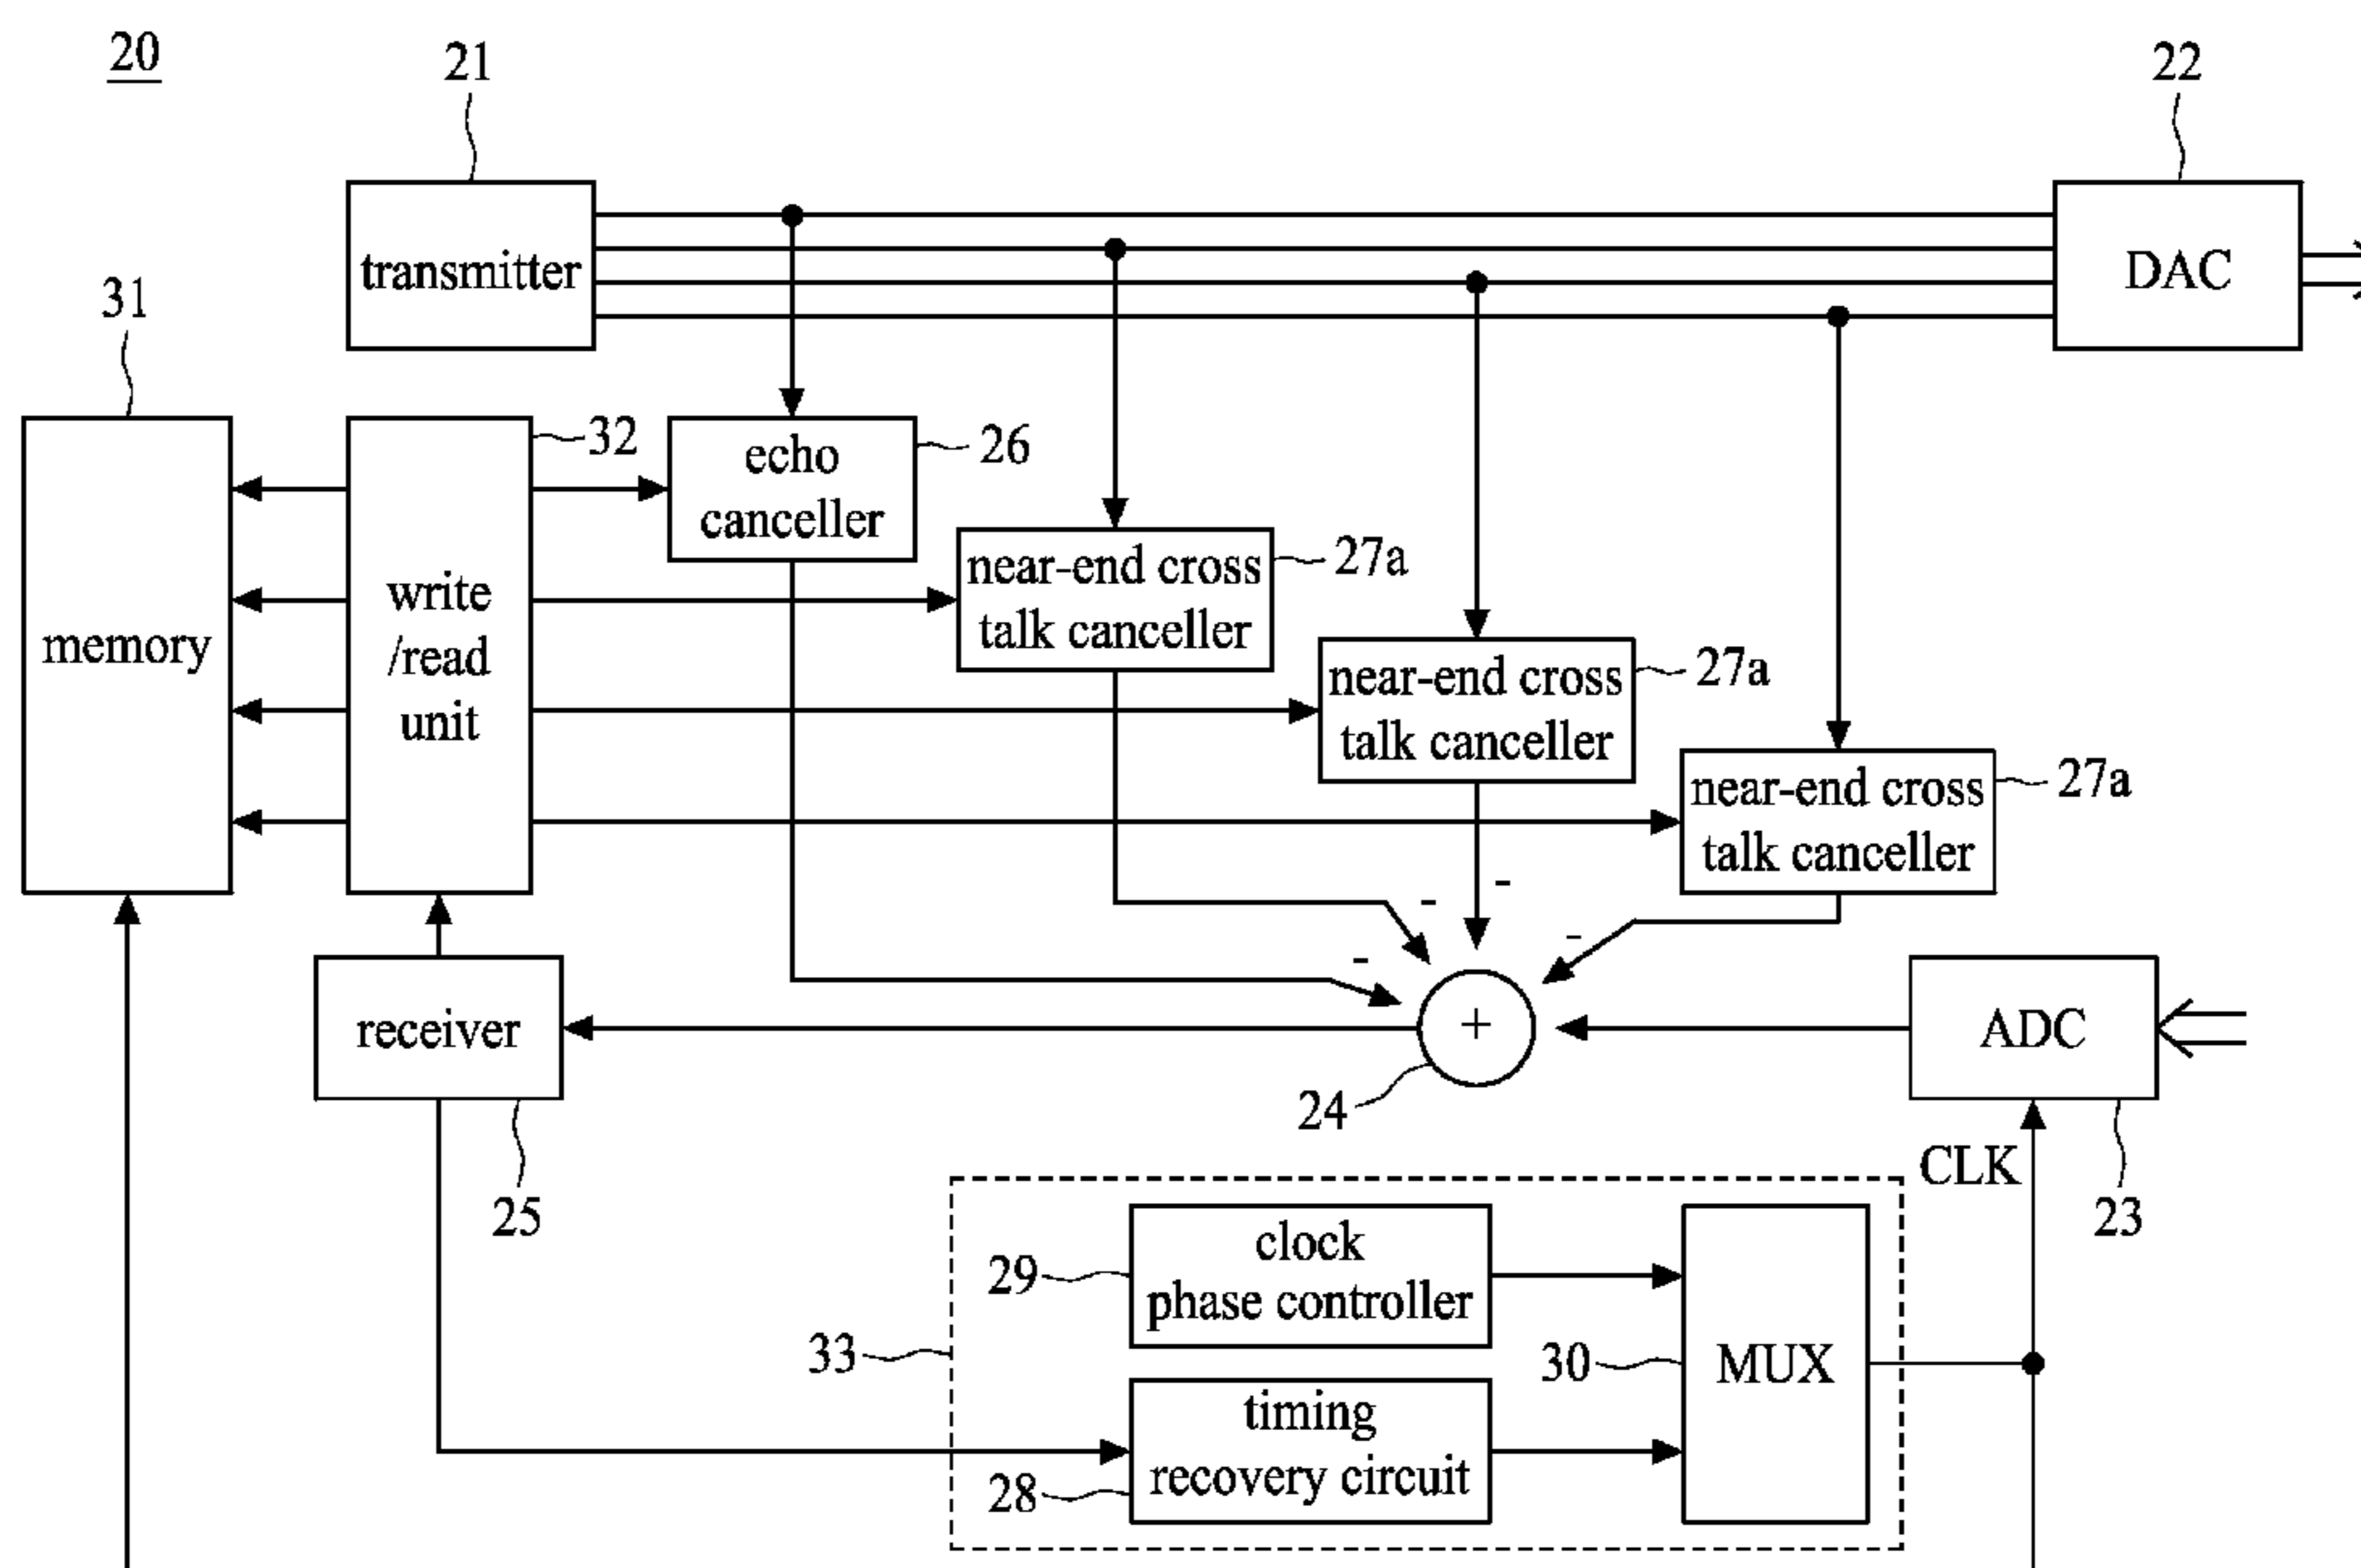 20
21
22
transmitter
DAC
31
32
26
echo
canceller
27a
near-end cross
talk canceller
memory
write
/read
unit
27a
near-end cross
talk canceller
27a
near-end cross
talk canceller
-
-
-
-
receiver
+
ADC
24
25
CLK
23
33
29
clock
phase controller
30
MUX
28
timing
recovery circuit